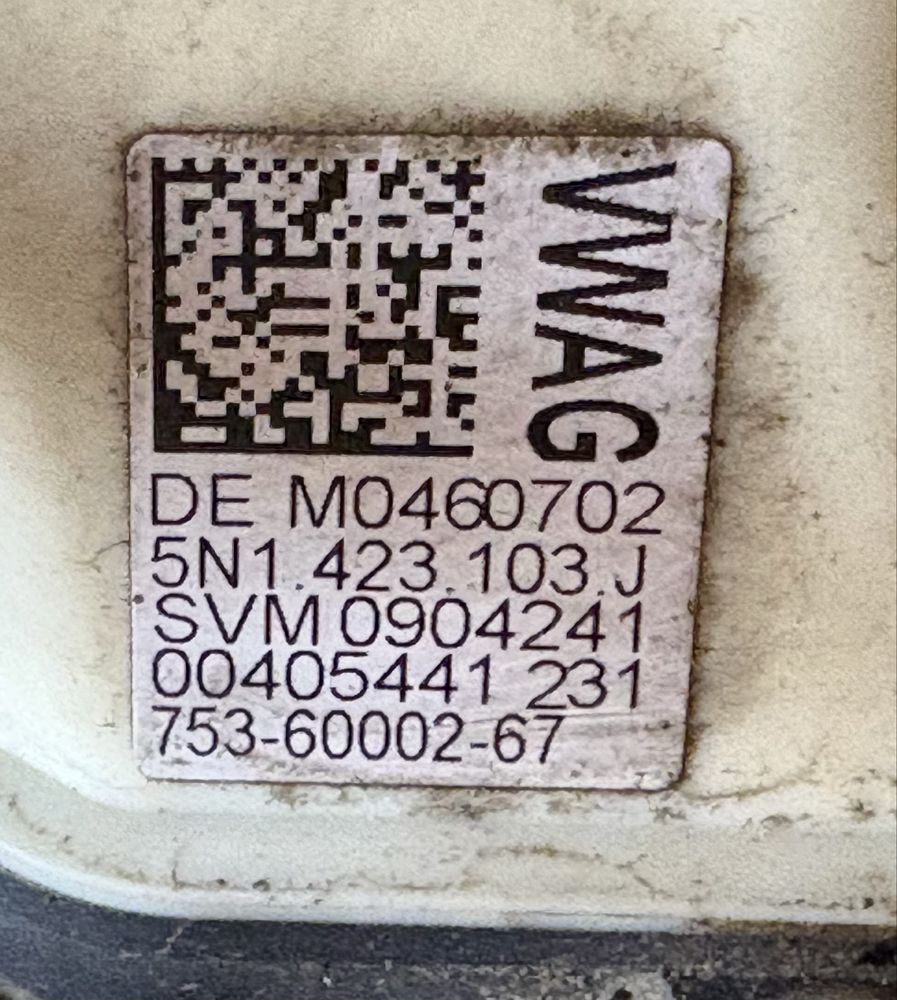 VWAG
DE M0460702
5N1.423.103.J
SVM 0904241
00405441 231
753-60002-67